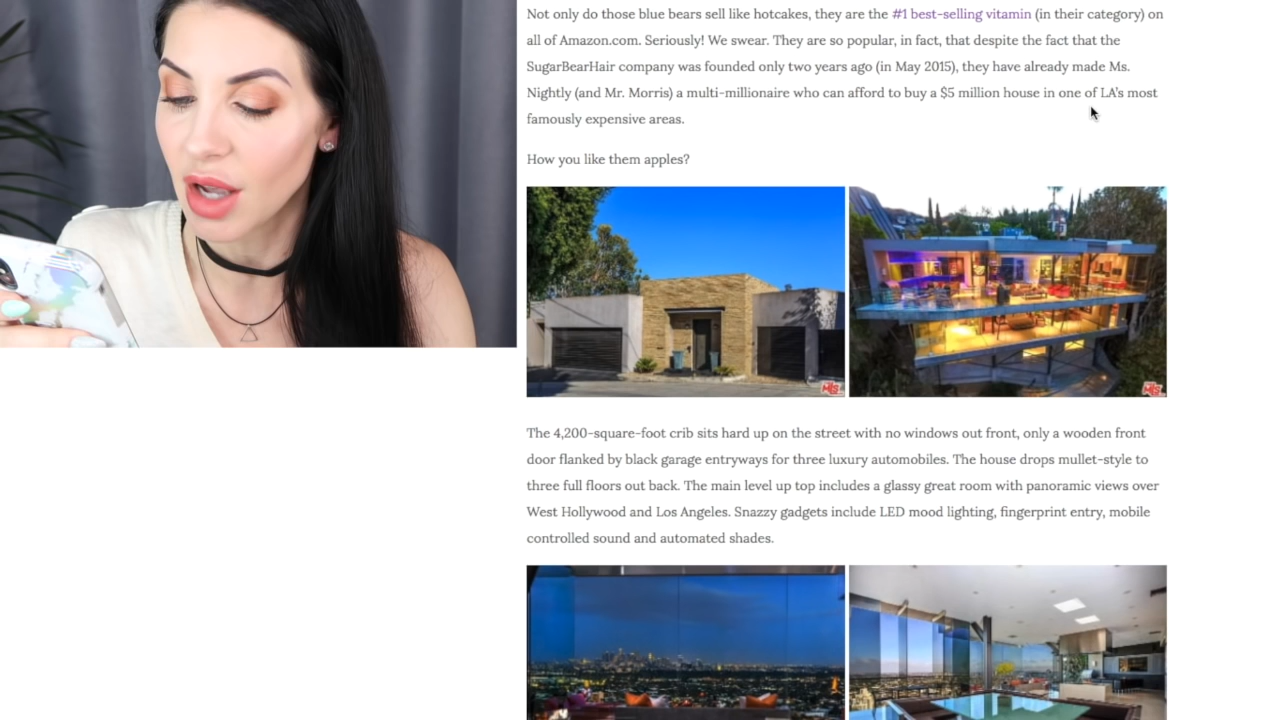 Not only do those blue bears sell like hotcakes, they are the #1 best-selling vitamin (in their category) on
all of Amazon.com. Seriously! We swear. They are so popular, in fact, that despite the fact that the
SugarBearHair company was founded only two years ago (in May 2015), they have already made Ms.
Nightly (and Mr. Morris) a multi-millionaire who can afford to buy a $5 million house in one of LA's most
famously expensive areas.
How you like them apples?
MLS
MLS
The 4,200-square-foot crib sits hard up on the street with no windows out front, only a wooden front
door flanked by black garage entryways for three luxury automobiles. The house drops mullet-style to
three full floors out back. The main level up top includes a glassy great room with panoramic views over
West Hollywood and Los Angeles. Snazzy gadgets include LED mood lighting, fingerprint entry, mobile
controlled sound and automated shades.